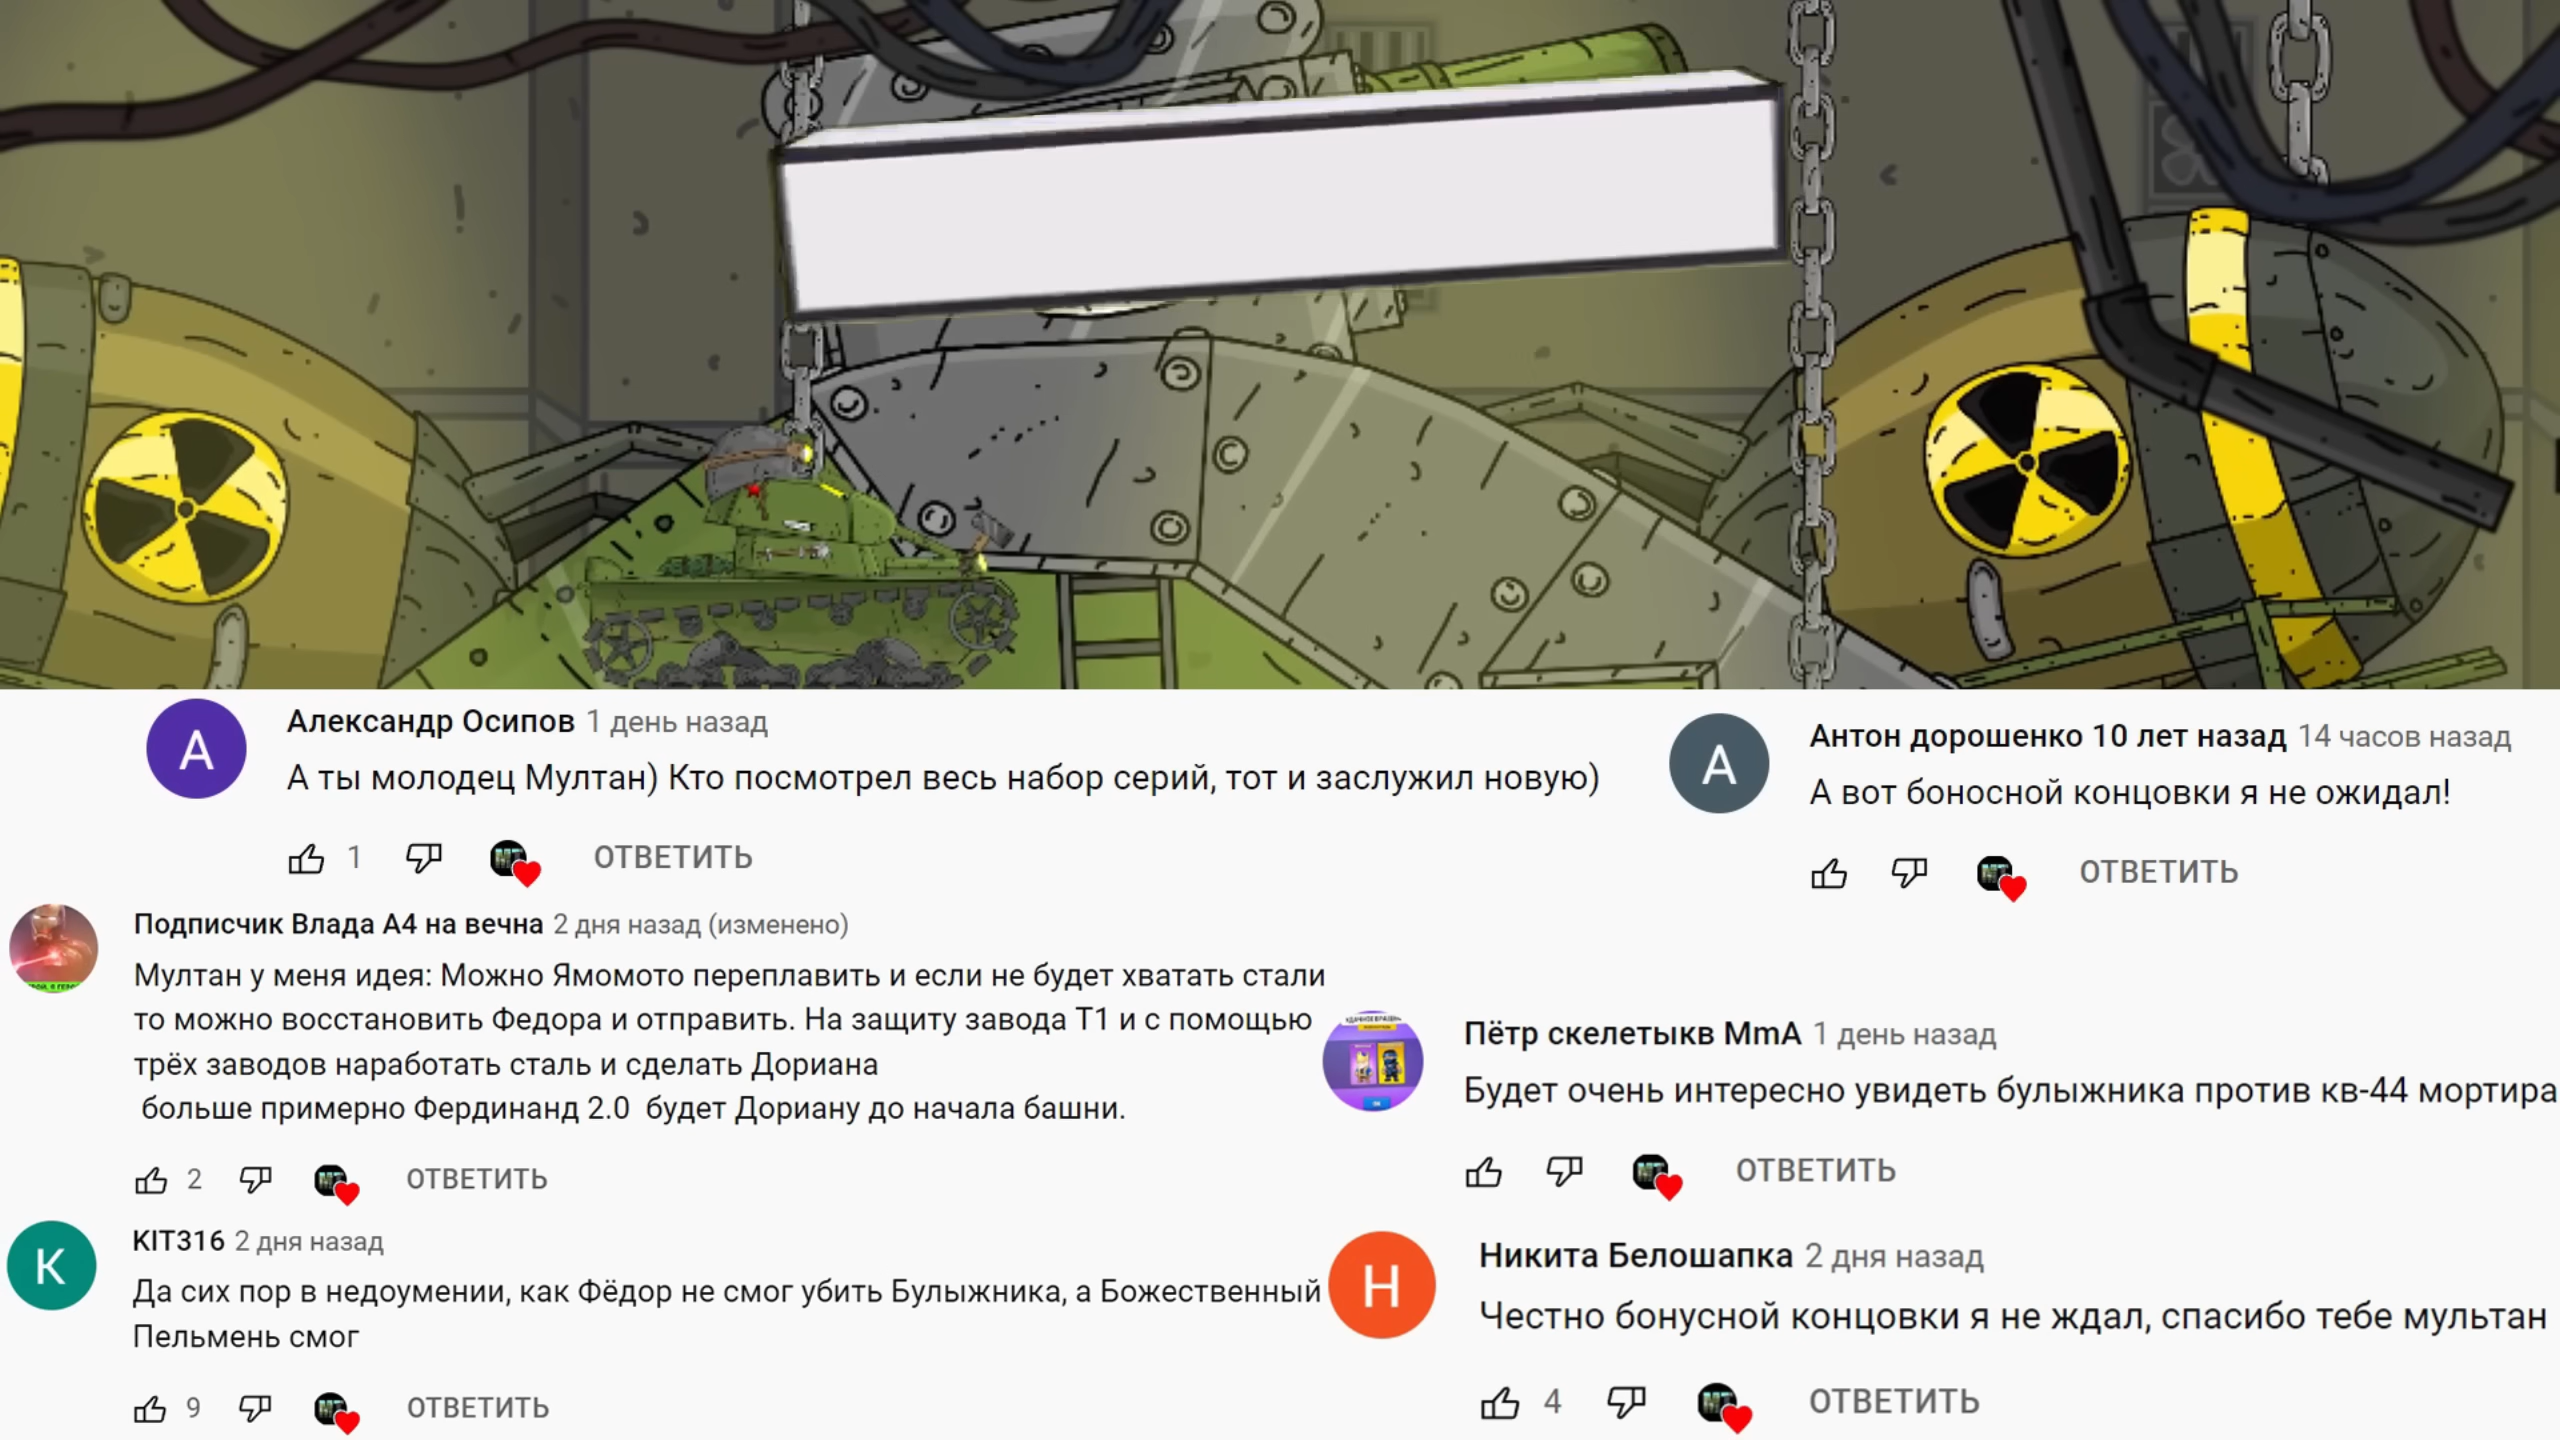 Александр Осипов 1 день назад
А ты молодец Мултан) Кто посмотрел весь набор серий, тот и заслужил новую)
1 ОТВЕТИТЬ
Антон дорошенко 10 лет назад 14 часов назад
А вот боносной концовки я не ожидал!
ОТВЕТИТЬ
Подписчик Влада А4 на вечна 2 дня назад (изменено)
Мултан у меня идея: Можно Ямомото переплавить и если не будет хватать стали
то можно восстановить Федора и отправить. На защиту завода Т1 и с помощью
трёх заводов наработать сталь и сделать Дориана
больше примерно Фердинанд 2.0 будет Дориану до начала башни.
2 ОТВЕТИТЬ
Пётр скелетыкв MmA 1 день назад
Будет очень интересно увидеть булыжника против кв-44 мортира
ОТВЕТИТЬ
KIT316 2 дня назад
Да сих пор в недоумении, как Фёдор не смог убить Булыжника, а Божественный
Пельмень смог
9 ОТВЕТИТЬ
Никита Белошапка 2 дня назад
Честно бонусной концовки я не ждал, спасибо тебе мультан
4 ОТВЕТИТЬ